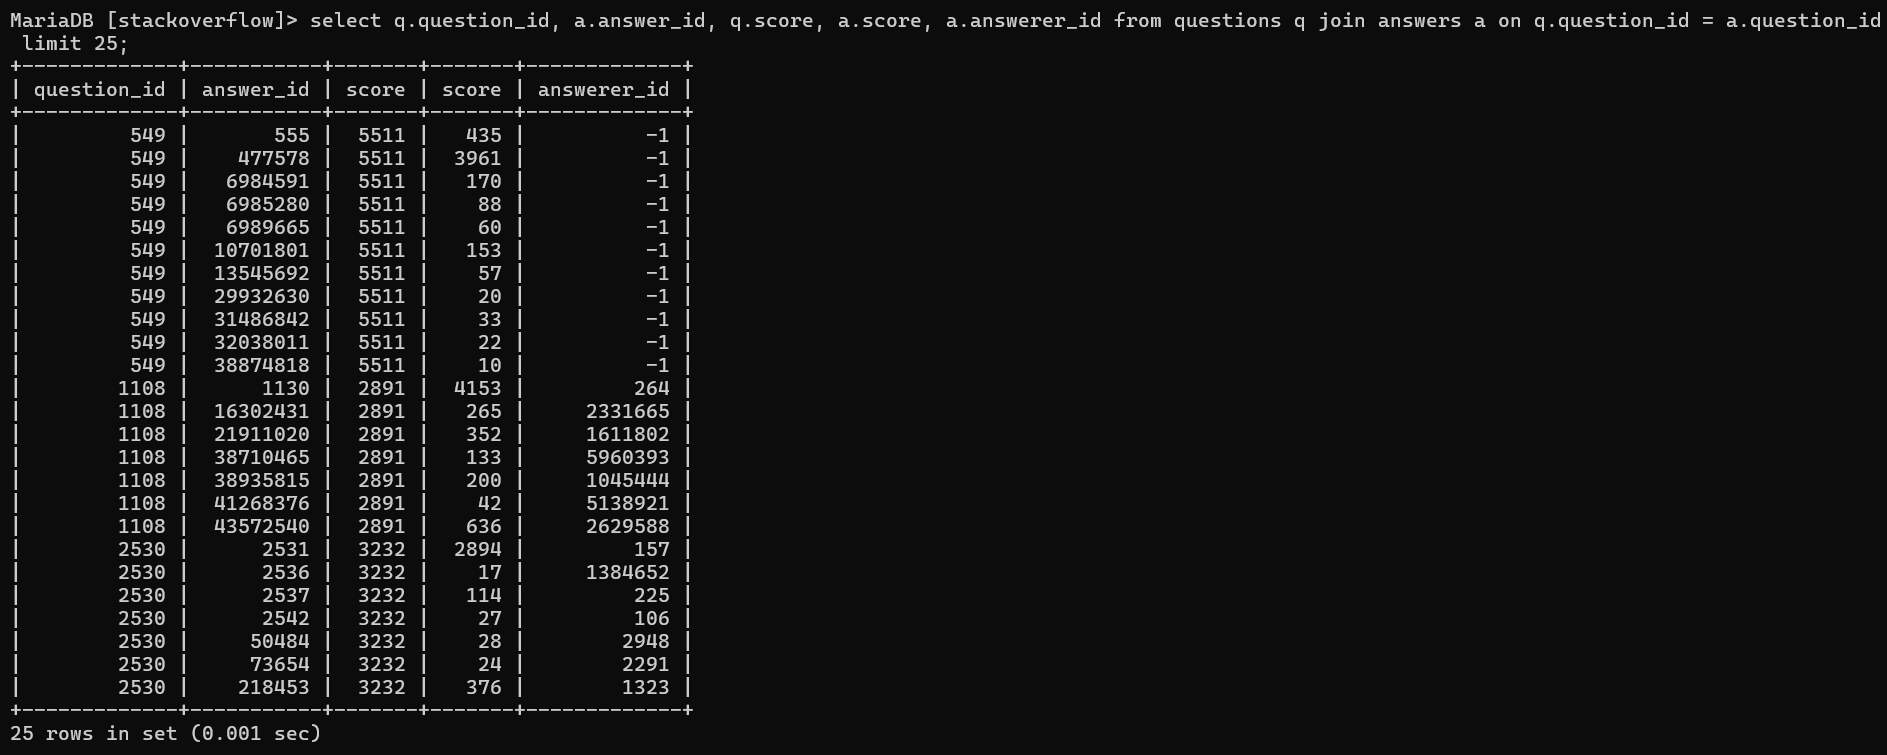 MariaDB [stackoverflow]> select q.question_id, a.answer_id, q.score, a.score, a.answerer_id from questions q join answers a on q.question_id = a.question_id
 limit 25;
+-------------+-----------+-------+-------+-------------+
| question_id | answer_id | score | score | answerer_id |
+-------------+-----------+-------+-------+-------------+
|         549 |       555 |  5511 |   435 |          -1 |
|         549 |    477578 |  5511 |  3961 |          -1 |
|         549 |   6984591 |  5511 |   170 |          -1 |
|         549 |   6985280 |  5511 |    88 |          -1 |
|         549 |   6989665 |  5511 |    60 |          -1 |
|         549 |  10701801 |  5511 |   153 |          -1 |
|         549 |  13545692 |  5511 |    57 |          -1 |
|         549 |  29932630 |  5511 |    20 |          -1 |
|         549 |  31486842 |  5511 |    33 |          -1 |
|         549 |  32038011 |  5511 |    22 |          -1 |
|         549 |  38874818 |  5511 |    10 |          -1 |
|        1108 |      1130 |  2891 |  4153 |         264 |
|        1108 |  16302431 |  2891 |   265 |     2331665 |
|        1108 |  21911020 |  2891 |   352 |     1611802 |
|        1108 |  38710465 |  2891 |   133 |     5960393 |
|        1108 |  38935815 |  2891 |   200 |     1045444 |
|        1108 |  41268376 |  2891 |    42 |     5138921 |
|        1108 |  43572540 |  2891 |   636 |     2629588 |
|        2530 |      2531 |  3232 |  2894 |         157 |
|        2530 |      2536 |  3232 |    17 |     1384652 |
|        2530 |      2537 |  3232 |   114 |         225 |
|        2530 |      2542 |  3232 |    27 |         106 |
|        2530 |     50484 |  3232 |    28 |        2948 |
|        2530 |     73654 |  3232 |    24 |        2291 |
|        2530 |    218453 |  3232 |   376 |        1323 |
+-------------+-----------+-------+-------+-------------+
25 rows in set (0.001 sec)